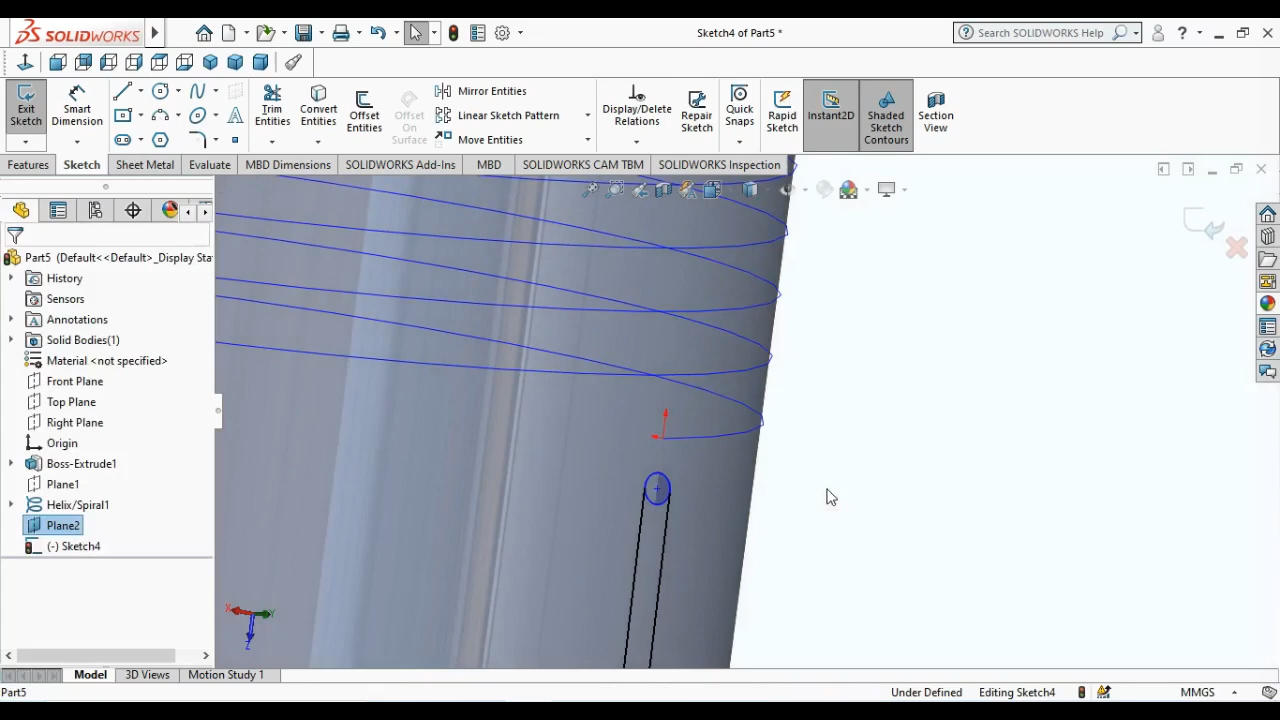 SOLIDWORKS
Sketch4 of Part5 *
Search SOLIDWORKS Help
?
Exit Sketch
Smart Dimension
Trim Entities
Convert Entities
Offset Entities
Offset On Surface
Mirror Entities
Linear Sketch Pattern
Move Entities
Display/Delete Relations
Repair Sketch
Quick Snaps
Rapid Sketch
Instant2D
Shaded Sketch Contours
Section View
Features
Sketch
Sheet Metal
Evaluate
MBD Dimensions
SOLIDWORKS Add-Ins
MBD
SOLIDWORKS CAM TBM
SOLIDWORKS Inspection
Part5 (Default<<Default>_Display Sta
History
Sensors
Annotations
Solid Bodies(1)
Material <not specified>
Front Plane
Top Plane
Right Plane
Origin
Boss-Extrude1
Plane1
Helix/Spiral1
Plane2
(-) Sketch4
X Y
Z
Model
3D Views
Motion Study 1
Part5
Under Defined
Editing Sketch4
MMGS